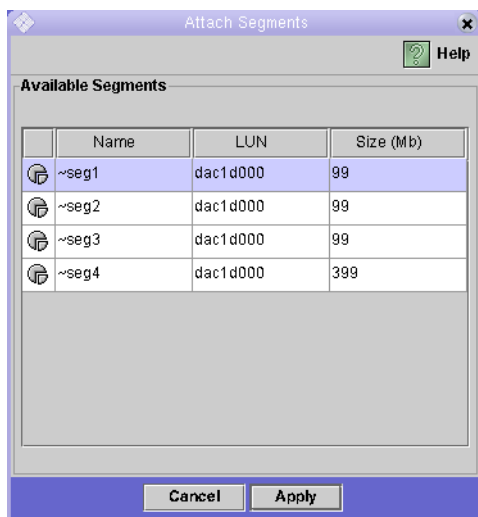 Attach Segments
Help
Available Segments
Name LUN Size (Mb)
~seg1 dac1d000 99
~seg2 dac1d000 99
~seg3 dac1d000 99
~seg4 dac1d000 399
Cancel Apply